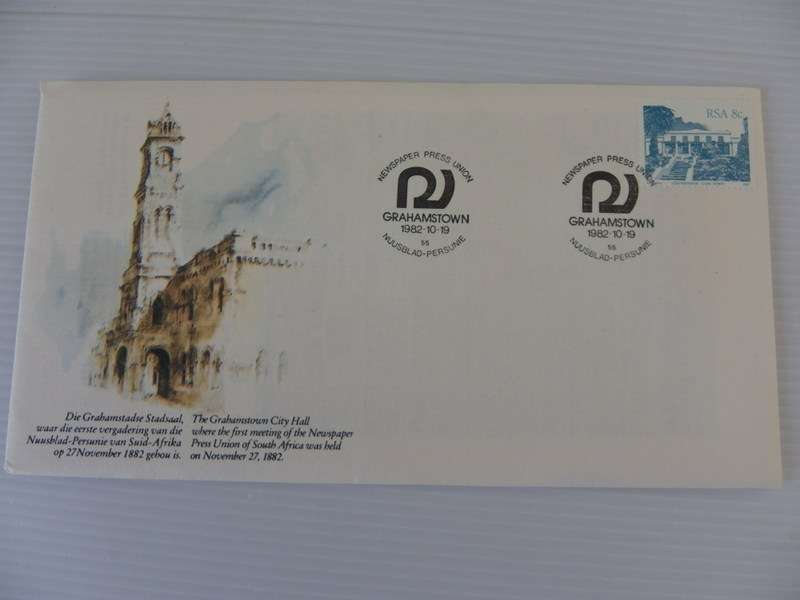 RSA 8c
NEWSPAPER PRESS UNION
GRAHAMSTOWN
1982·10·19
55
NUUSBLAD-PERSUNIE
NEWSPAPER PRESS UNION
GRAHAMSTOWN
1982·10·19
55
NUUSBLAD-PERSUNIE
Die Grahamstadse Stadsaal,
waar die eerste vergadering van die
Nuusblad-Persunie van Suid-Afrika
op 27 November 1882 gehou is.
The Grahamstown City Hall
where the first meeting of the Newspaper
Press Union of South Africa was held
on November 27, 1882.